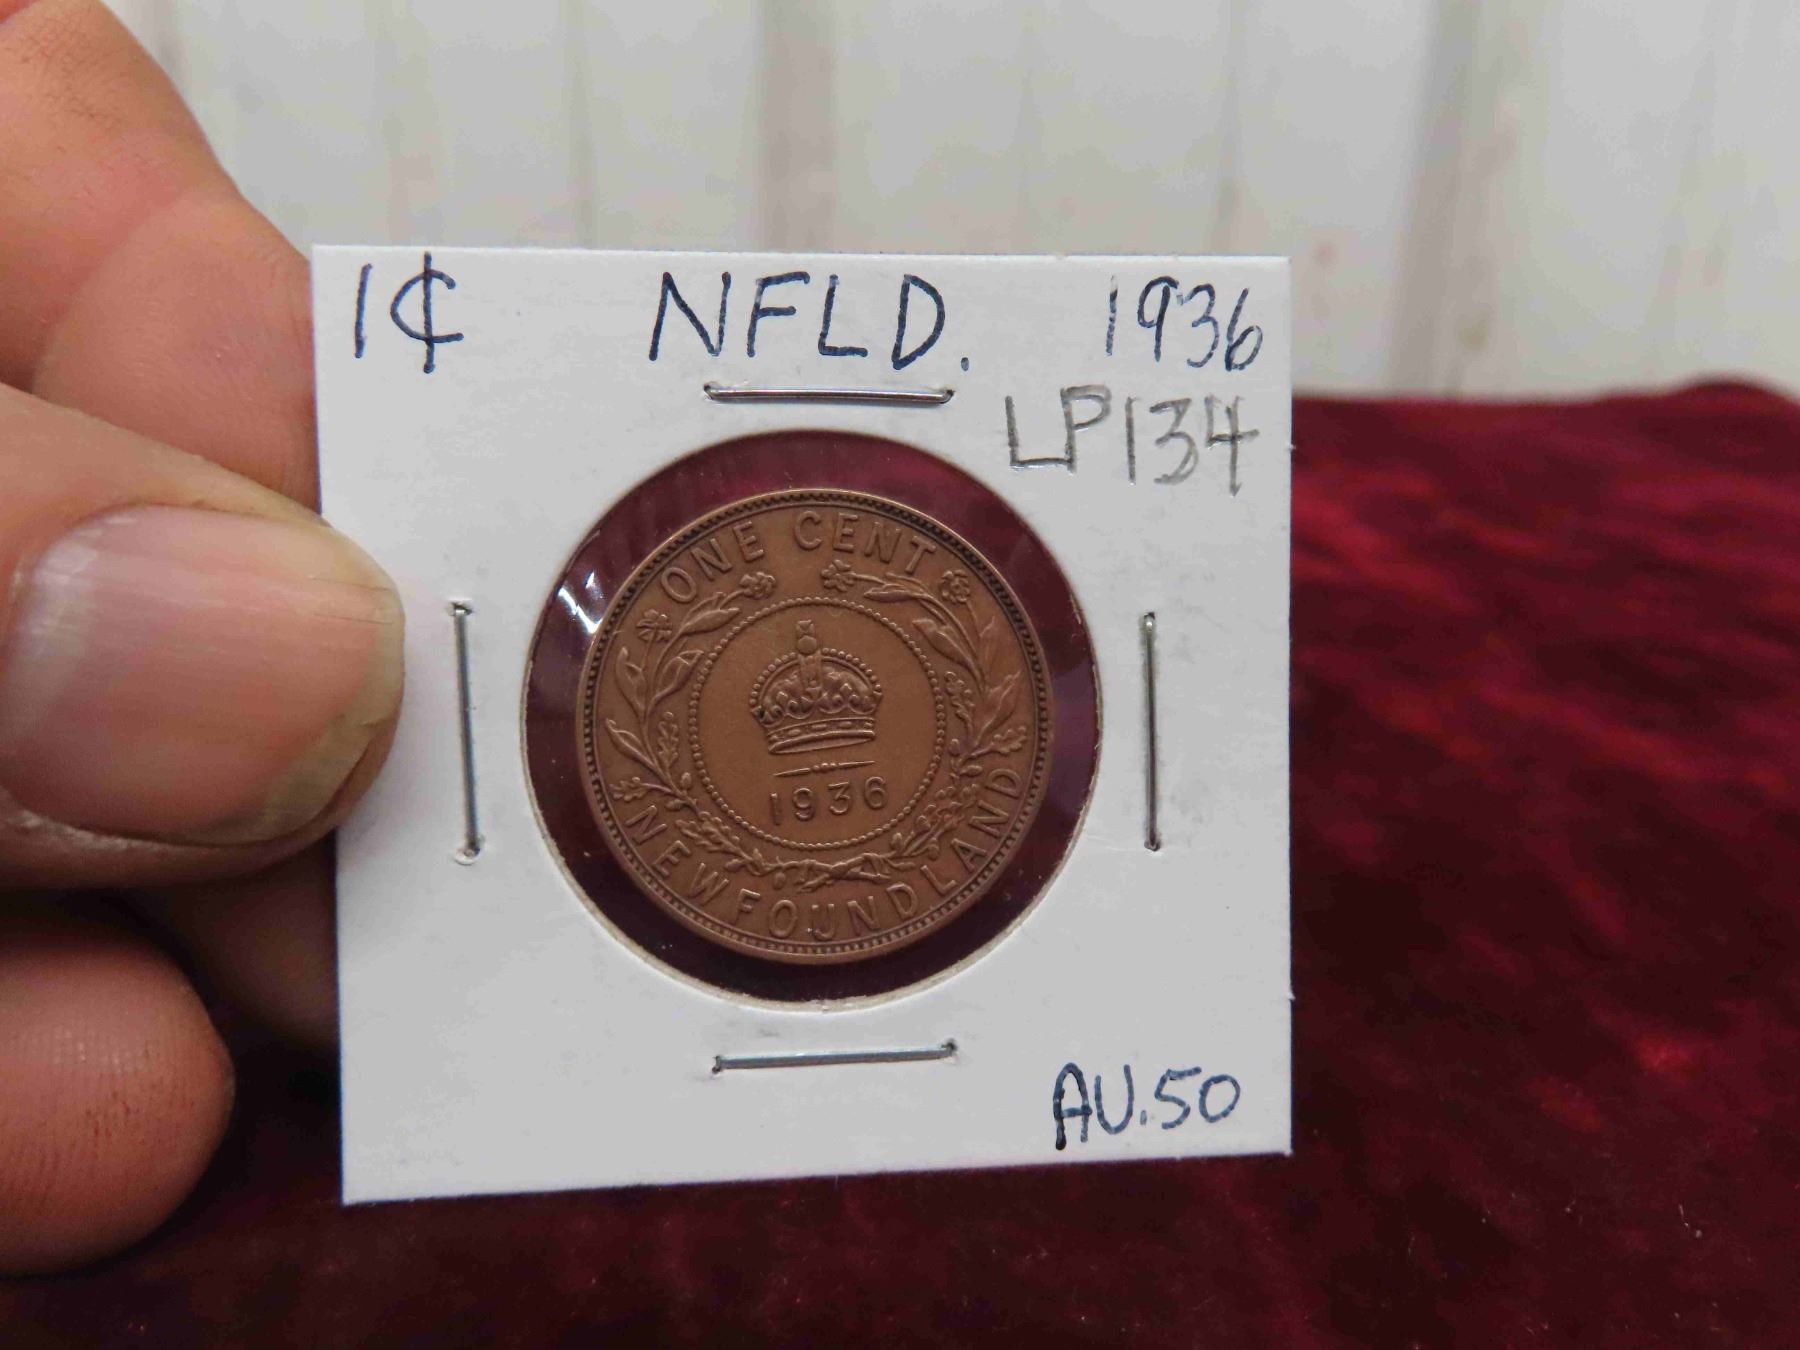 1¢ NFLD. 1936
LP134
ONE CENT
1936
NEWFOUNDLAND
AU.50